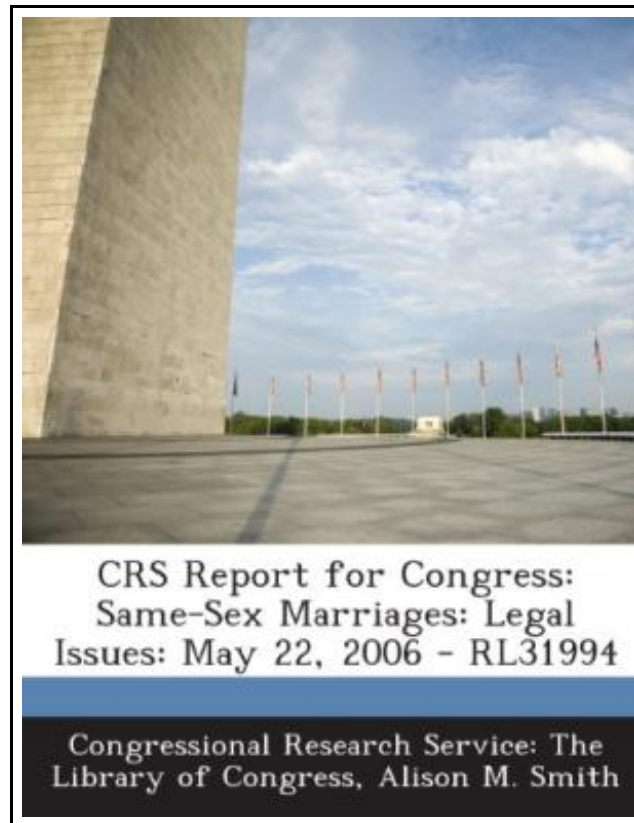 CRS Report for Congress:
Same-Sex Marriages: Legal
Issues: May 22, 2006 - RL31994
Congressional Research Service: The
Library of Congress, Alison M. Smith